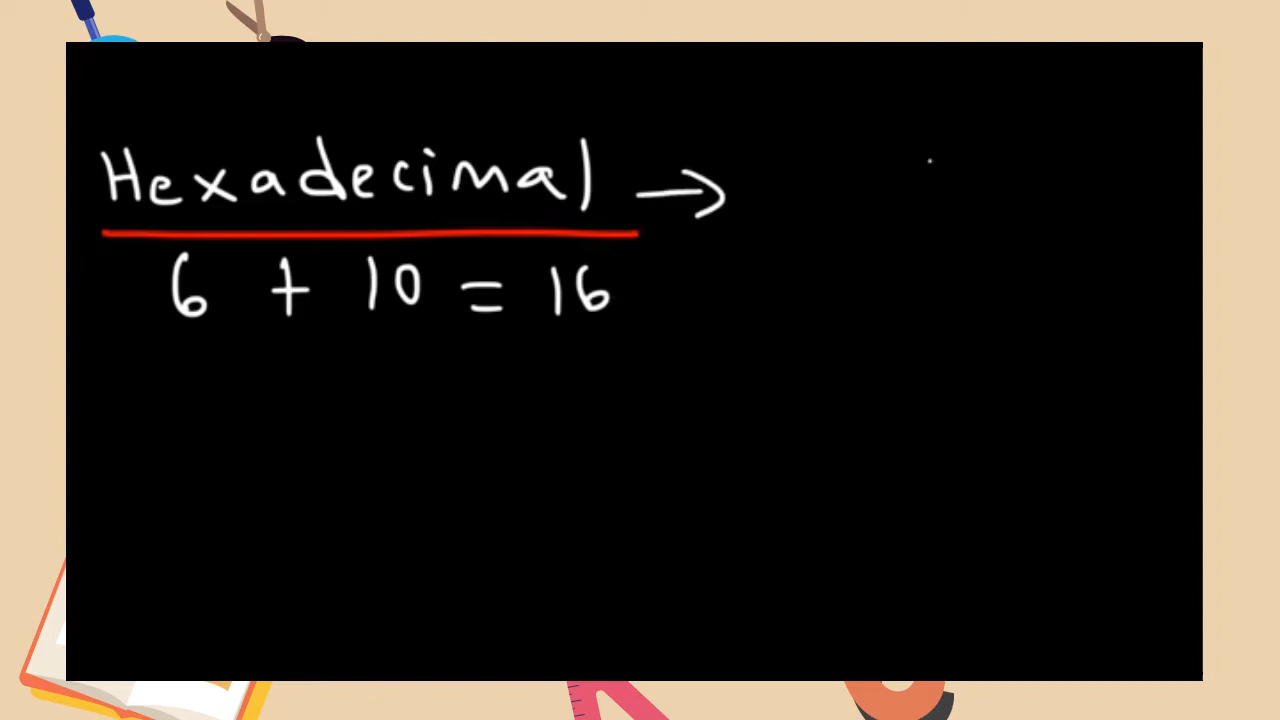 Hexadecimal →
6 + 10 = 16